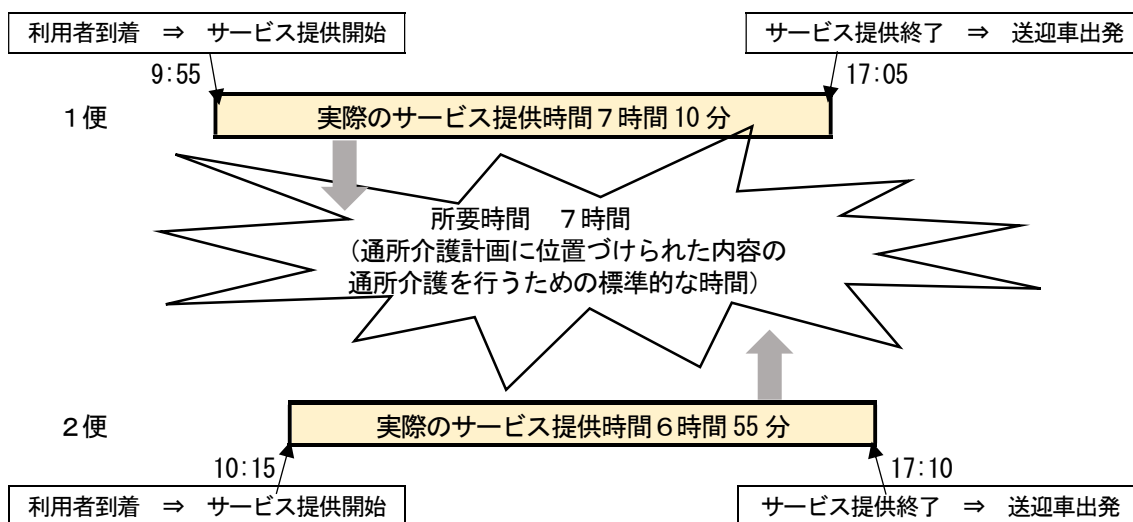 利用者到着 ⇒ サービス提供開始
サービス提供終了 ⇒ 送迎車出発
9:55
17:05
1便
実際のサービス提供時間7時間10分
所要時間 7時間
(通所介護計画に位置づけられた内容の
通所介護を行うための標準的な時間)
2便
実際のサービス提供時間6時間55分
10:15
17:10
利用者到着 ⇒ サービス提供開始
サービス提供終了 ⇒ 送迎車出発